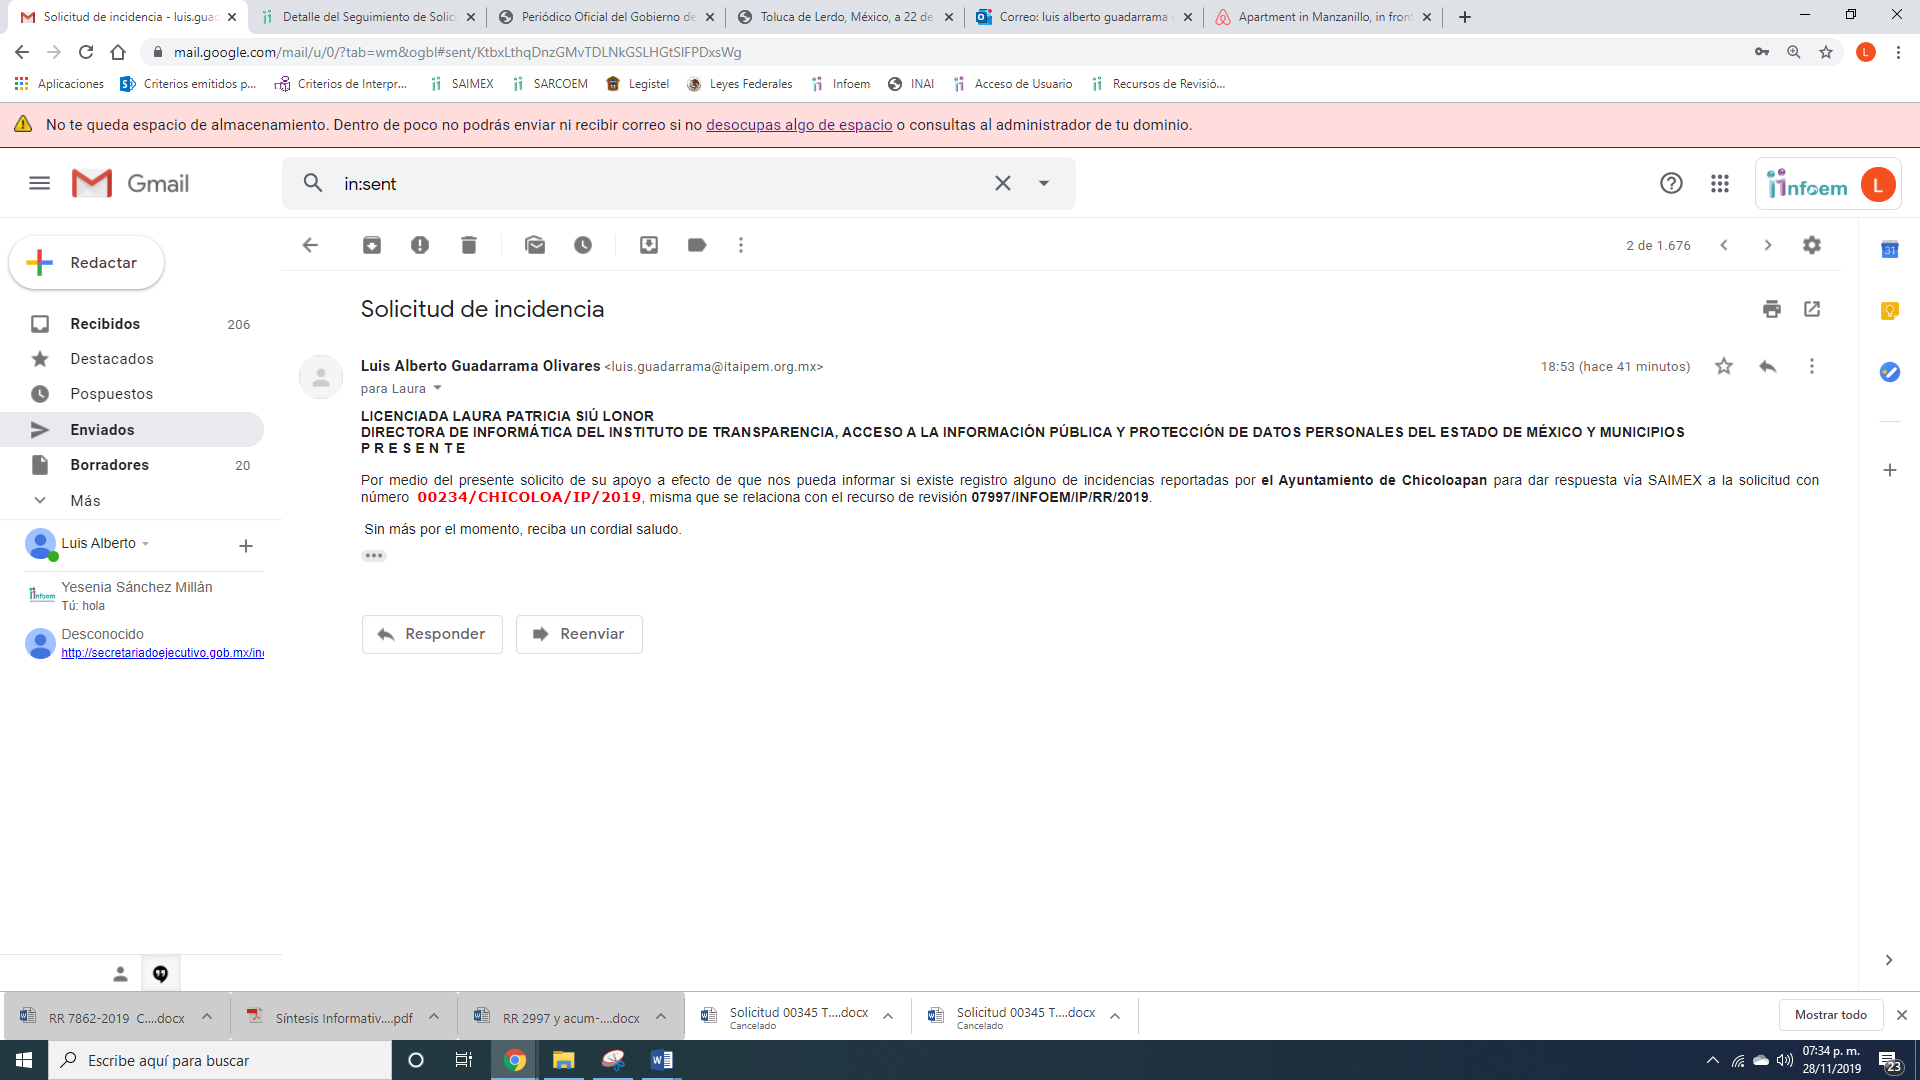 Solicitud de incidencia - luis.guac
Detalle del Seguimiento de Solici
Periódico Oficial del Gobierno de
Toluca de Lerdo, México, a 22 de
Correo: luis alberto guadarrama
Apartment in Manzanillo, in front
mail.google.com/mail/u/0/?tab=wm&ogbl#sent/KtbxLthqDnzGMvTDLNkGSLHGtSlFPDxsWg
L
Aplicaciones
Criterios emitidos p...
Criterios de Interpr...
SAIMEX
SARCOEM
Legistel
Leyes Federales
Infoem
INAI
Acceso de Usuario
Recursos de Revisió...
No te queda espacio de almacenamiento. Dentro de poco no podrás enviar ni recibir correo si no desocupas algo de espacio o consultas al administrador de tu dominio.
Gmail
in:sent
infoem
L
Redactar
2 de 1.676
31
Recibidos 206
Destacados
Pospuestos
Enviados
Borradores 20
Más
Luis Alberto
Yesenia Sánchez Millán
Tú: hola
Desconocido
http://secretariadoejecutivo.gob.mx/in
Solicitud de incidencia
Luis Alberto Guadarrama Olivares <luis.guadarrama@itaipem.org.mx>
18:53 (hace 41 minutos)
para Laura
LICENCIADA LAURA PATRICIA SIÚ LONOR
DIRECTORA DE INFORMÁTICA DEL INSTITUTO DE TRANSPARENCIA, ACCESO A LA INFORMACIÓN PÚBLICA Y PROTECCIÓN DE DATOS PERSONALES DEL ESTADO DE MÉXICO Y MUNICIPIOS
P R E S E N T E
Por medio del presente solicito de su apoyo a efecto de que nos pueda informar si existe registro alguno de incidencias reportadas por el Ayuntamiento de Chicoloapan para dar respuesta vía SAIMEX a la solicitud con
número 00234/CHICOLOA/IP/2019, misma que se relaciona con el recurso de revisión 07997/INFOEM/IP/RR/2019.
Sin más por el momento, reciba un cordial saludo.
Responder
Reenviar
RR 7862-2019 C....docx
Síntesis Informativ....pdf
RR 2997 y acum-....docx
Solicitud 00345 T....docx
Cancelado
Solicitud 00345 T....docx
Cancelado
Mostrar todo
Escribe aquí para buscar
07:34 p. m.
28/11/2019
23